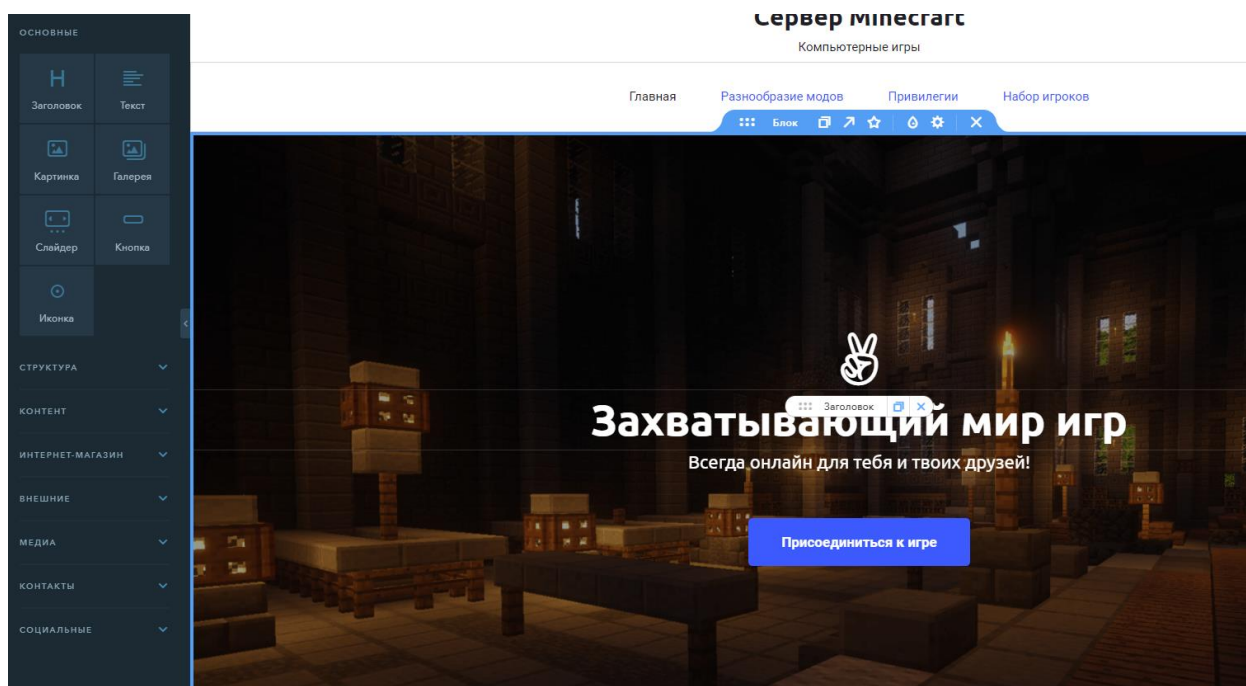 ОСНОВНЫЕ
Заголовок
Текст
Картинка
Галерея
Слайдер
Кнопка
Иконка
СТРУКТУРА
КОНТЕНТ
ИНТЕРНЕТ-МАГАЗИН
ВНЕШНИЕ
МЕДИА
КОНТАКТЫ
СОЦИАЛЬНЫЕ
Сервер Minecraft
Компьютерные игры
Главная Разнообразие модов Привилегии Набор игроков
Блок
Заголовок
Захватывающий мир игр
Всегда онлайн для тебя и твоих друзей!
Присоединиться к игре